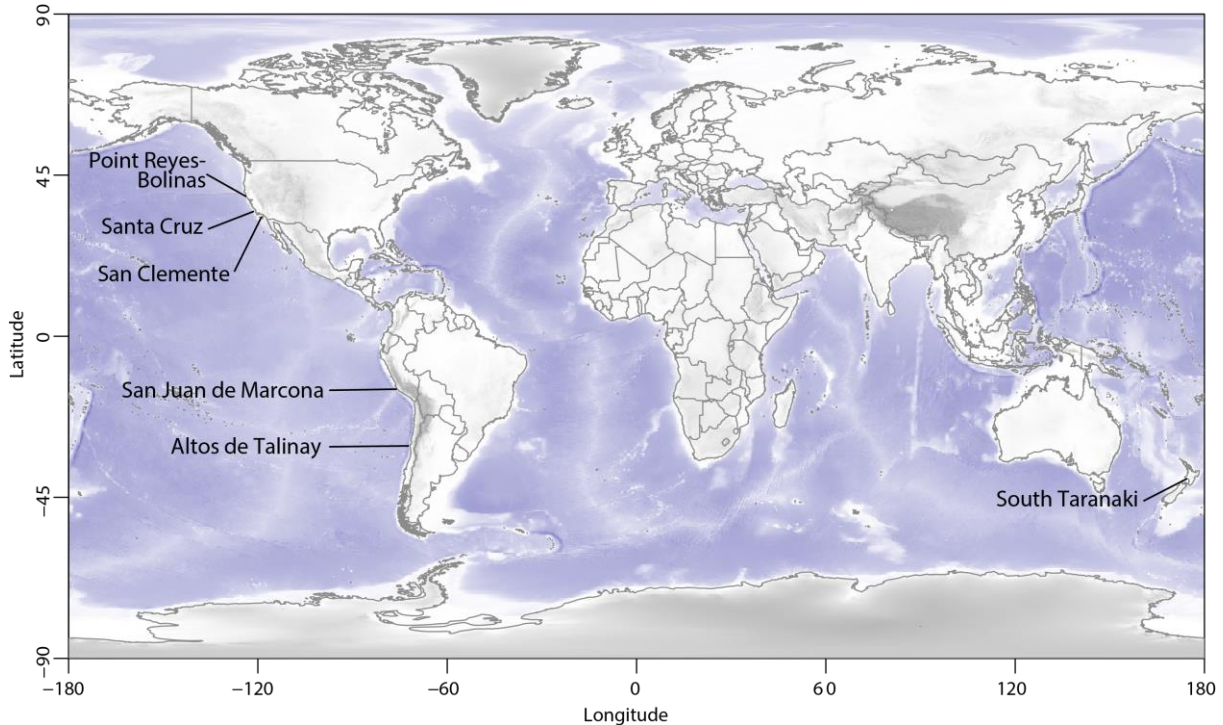 90
Point Reyes-
Bolinas
45
Santa Cruz
San Clemente
0
Latitude
San Juan de Marcona
Altos de Talinay
South Taranaki
−45
−90
−180 −120 −60 0 60 120 180
Longitude